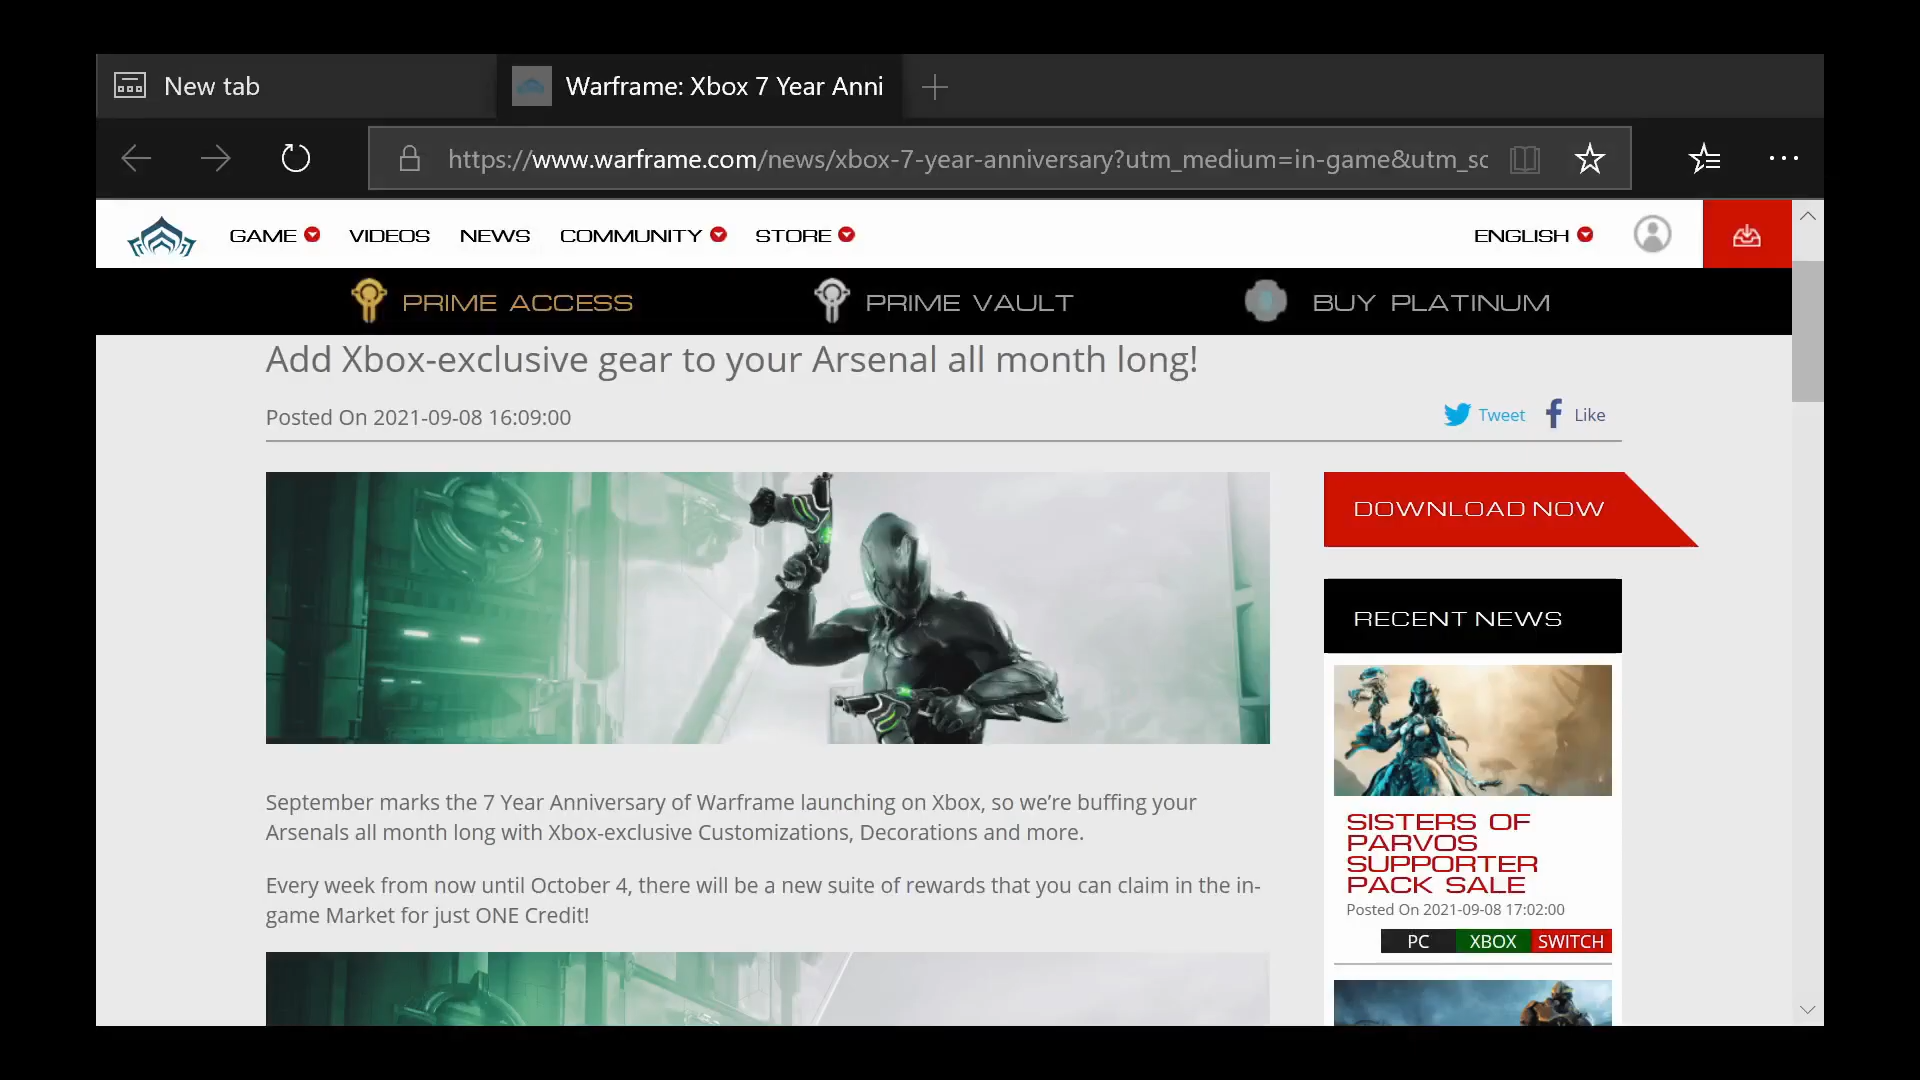 New tab
Warframe: Xbox 7 Year Anni
https://www.warframe.com/news/xbox-7-year-anniversary?utm_medium=in-game&utm_sc
GAME VIDEOS NEWS COMMUNITY STORE ENGLISH
PRIME ACCESS PRIME VAULT BUY PLATINUM
Add Xbox-exclusive gear to your Arsenal all month long!
Posted On 2021-09-08 16:09:00
Tweet Like
DOWNLOAD NOW
September marks the 7 Year Anniversary of Warframe launching on Xbox, so we’re buffing your
Arsenals all month long with Xbox-exclusive Customizations, Decorations and more.
Every week from now until October 4, there will be a new suite of rewards that you can claim in the in-
game Market for just ONE Credit!
RECENT NEWS
SISTERS OF
PARVOS
SUPPORTER
PACK SALE
Posted On 2021-09-08 17:02:00
PC XBOX SWITCH